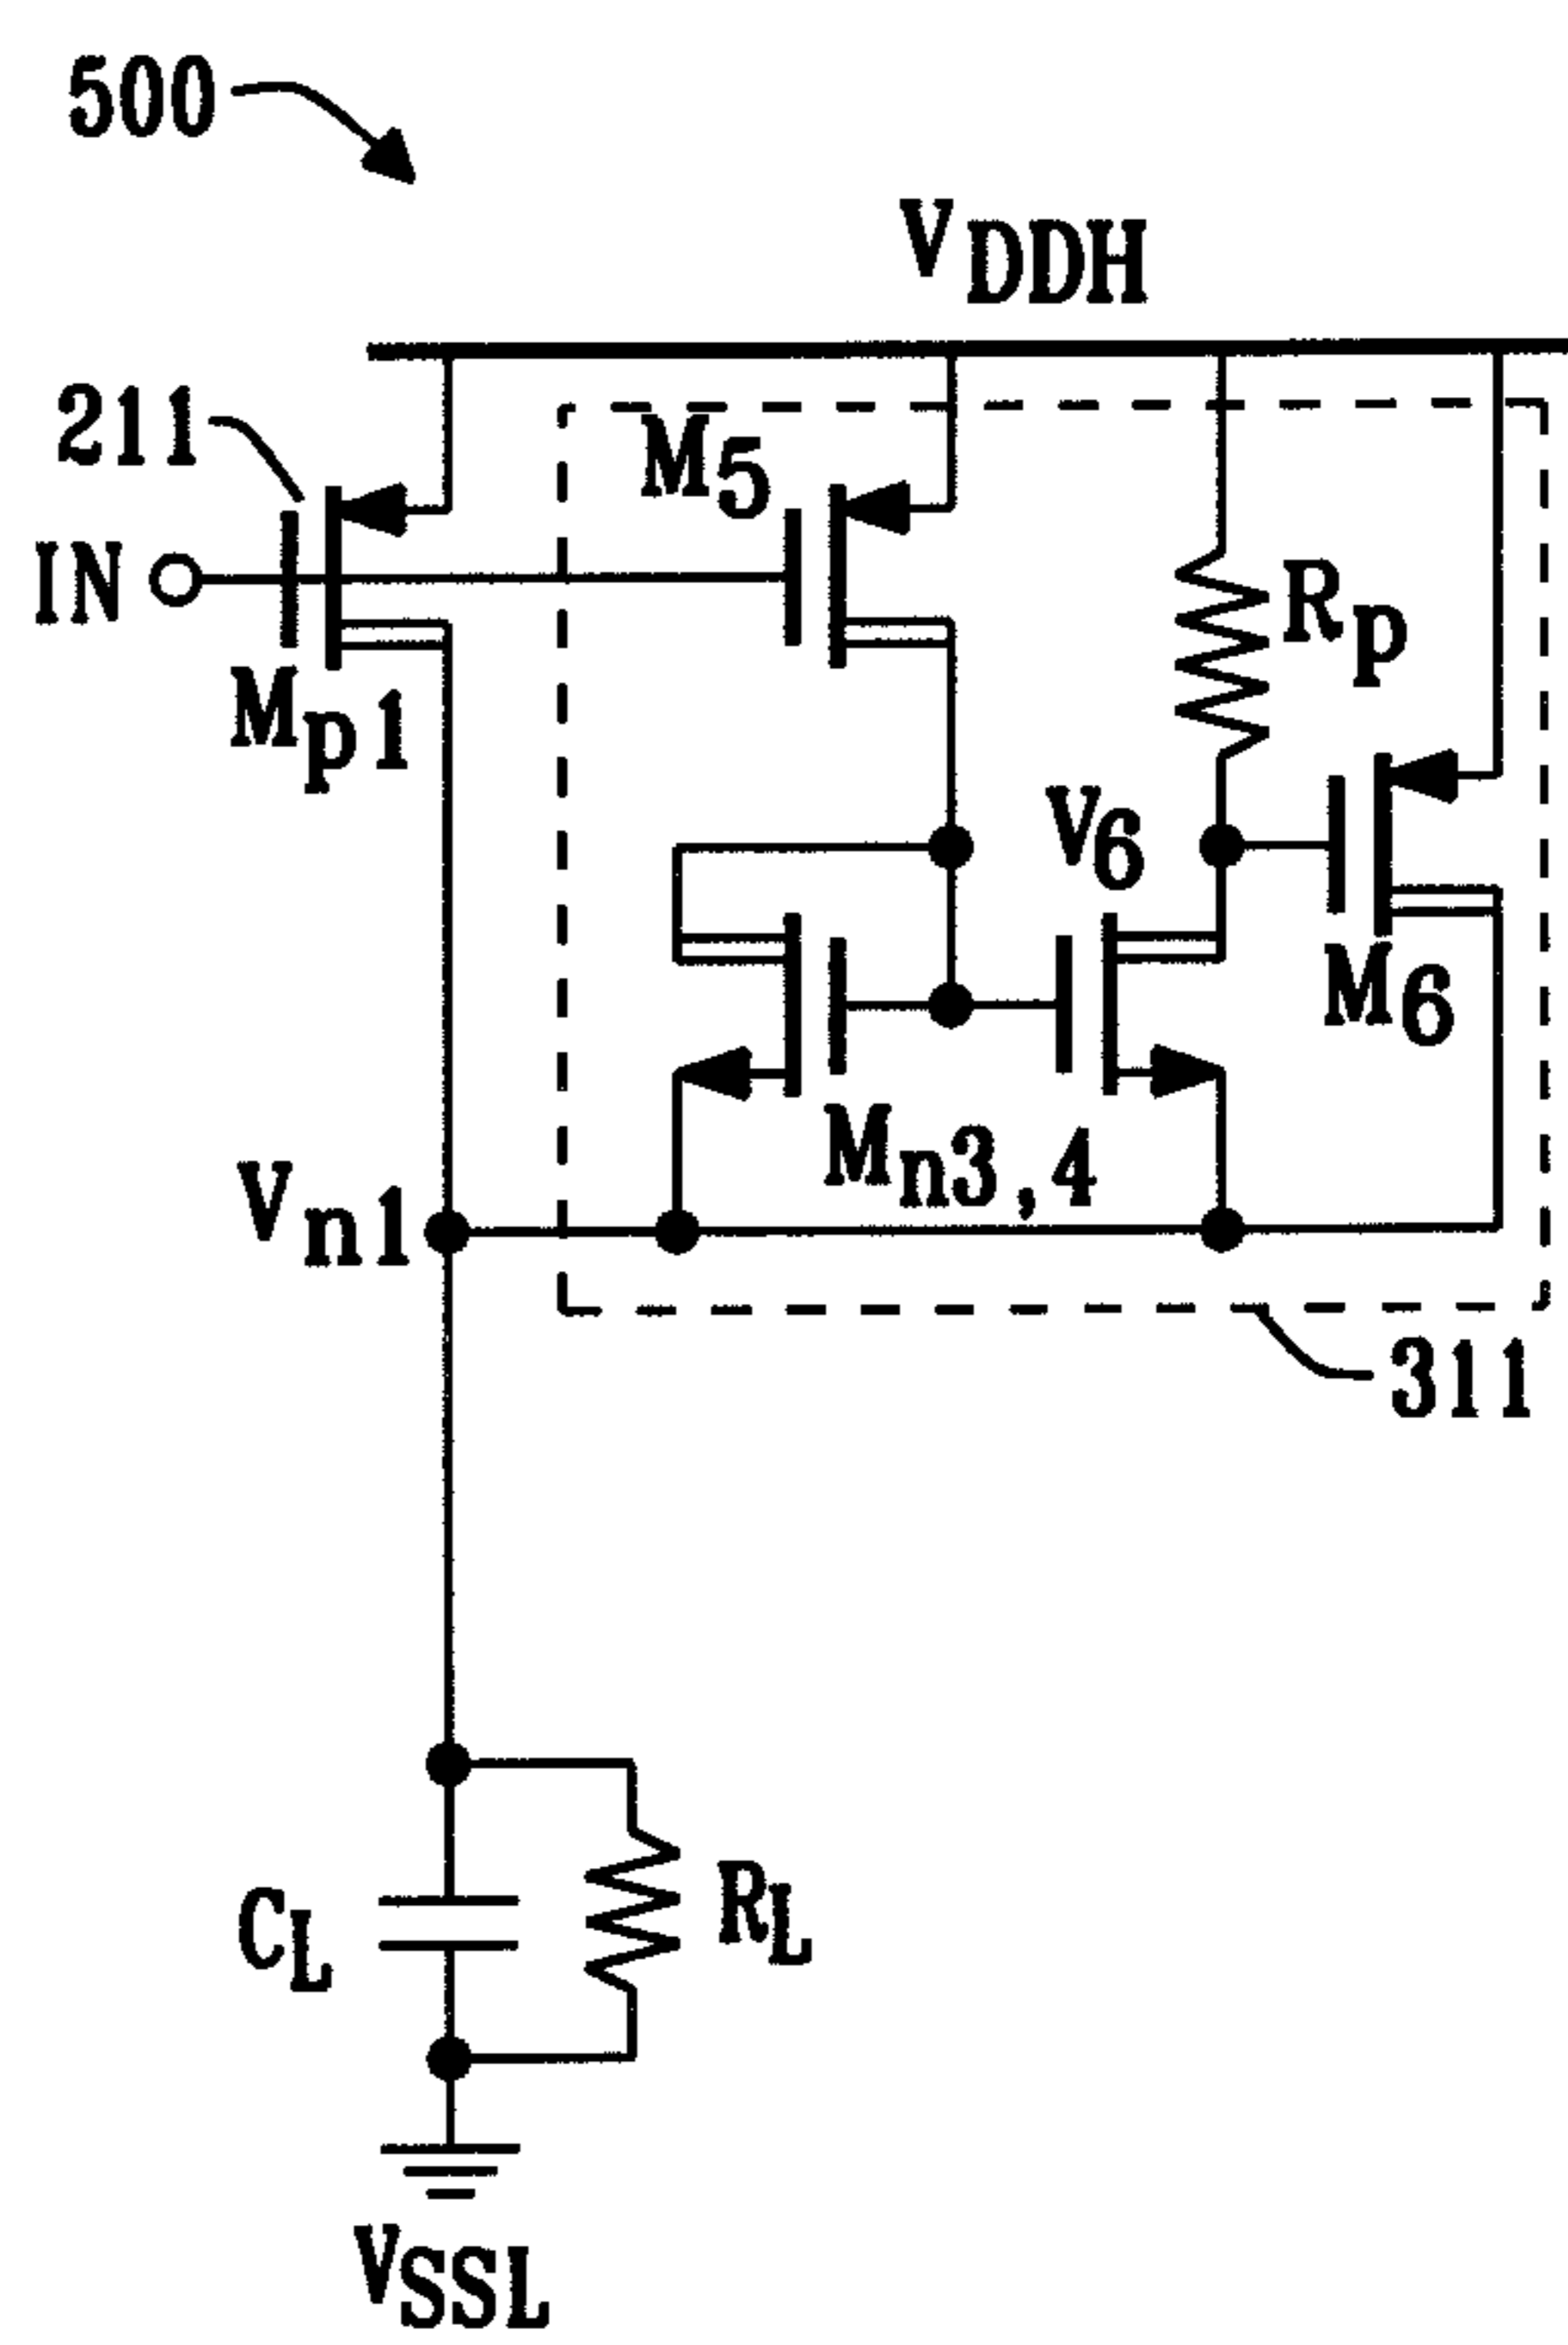 500
VDDH
211
M5
IN
Rp
Mp1
V6
M6
Mn3,4
Vn1
311
CL
RL
VSSL